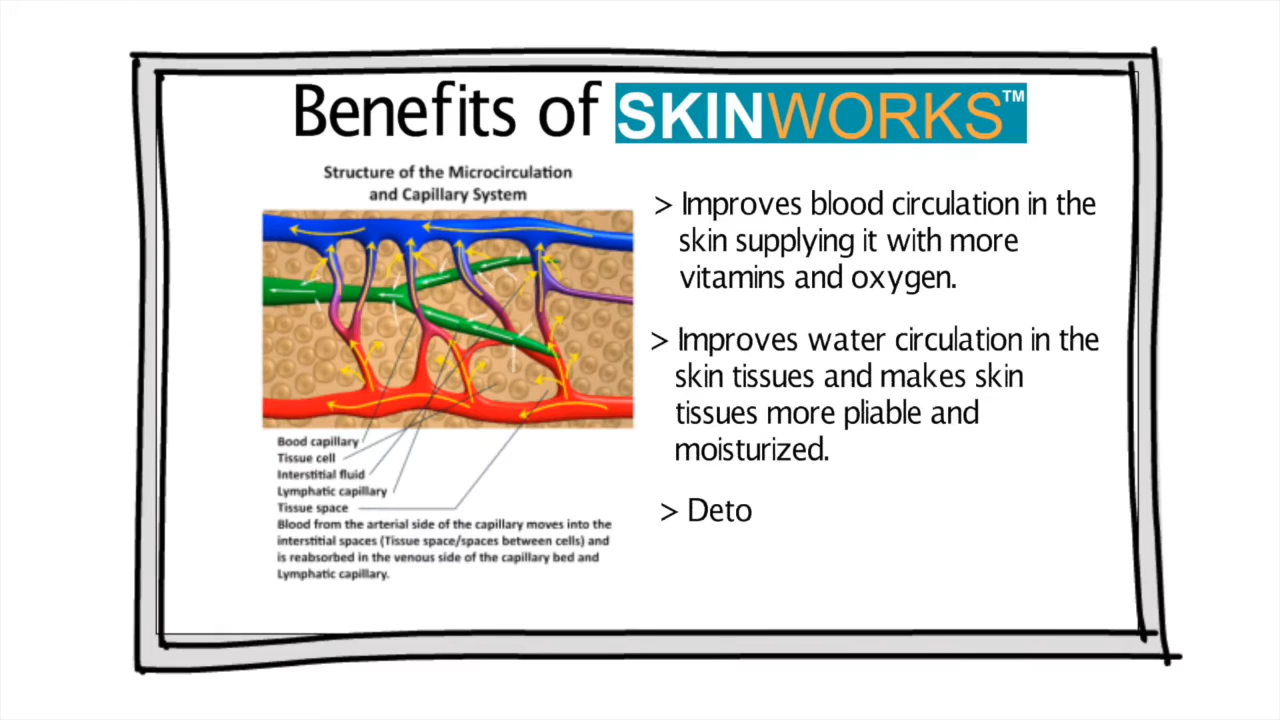 Benefits of SKINWORKS™
Structure of the Microcirculation
and Capillary System
Bood capillary
Tissue cell
Interstitial fluid
Lymphatic capillary
Tissue space
Blood from the arterial side of the capillary moves into the
interstitial spaces (Tissue space/spaces between cells) and
is reabsorbed in the venous side of the capillary bed and
Lymphatic capillary.
> Improves blood circulation in the
skin supplying it with more
vitamins and oxygen.
> Improves water circulation in the
skin tissues and makes skin
tissues more pliable and
moisturized.
> Deto